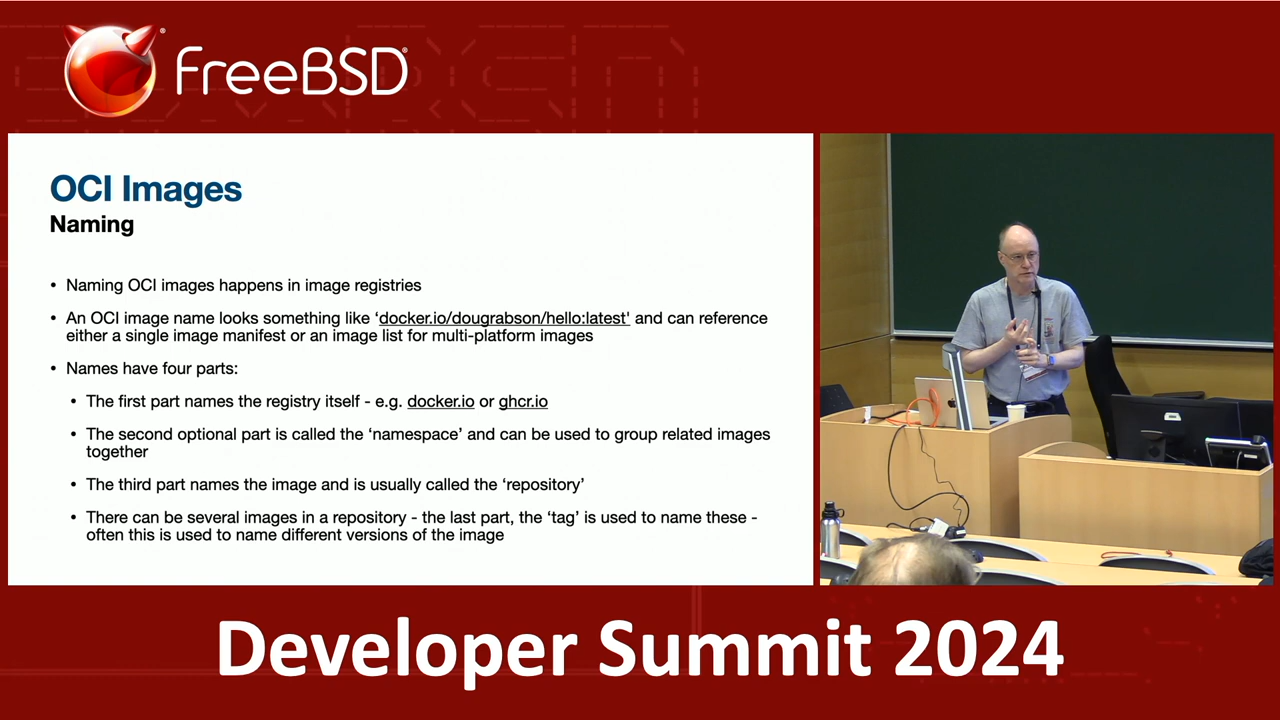 FreeBSD®
OCI Images
Naming
• Naming OCI images happens in image registries
• An OCI image name looks something like ‘docker.io/dougrabson/hello:latest' and can reference
either a single image manifest or an image list for multi-platform images
• Names have four parts:
• The first part names the registry itself - e.g. docker.io or ghcr.io
• The second optional part is called the ‘namespace’ and can be used to group related images
together
• The third part names the image and is usually called the ‘repository’
• There can be several images in a repository - the last part, the ‘tag’ is used to name these -
often this is used to name different versions of the image
Developer Summit 2024